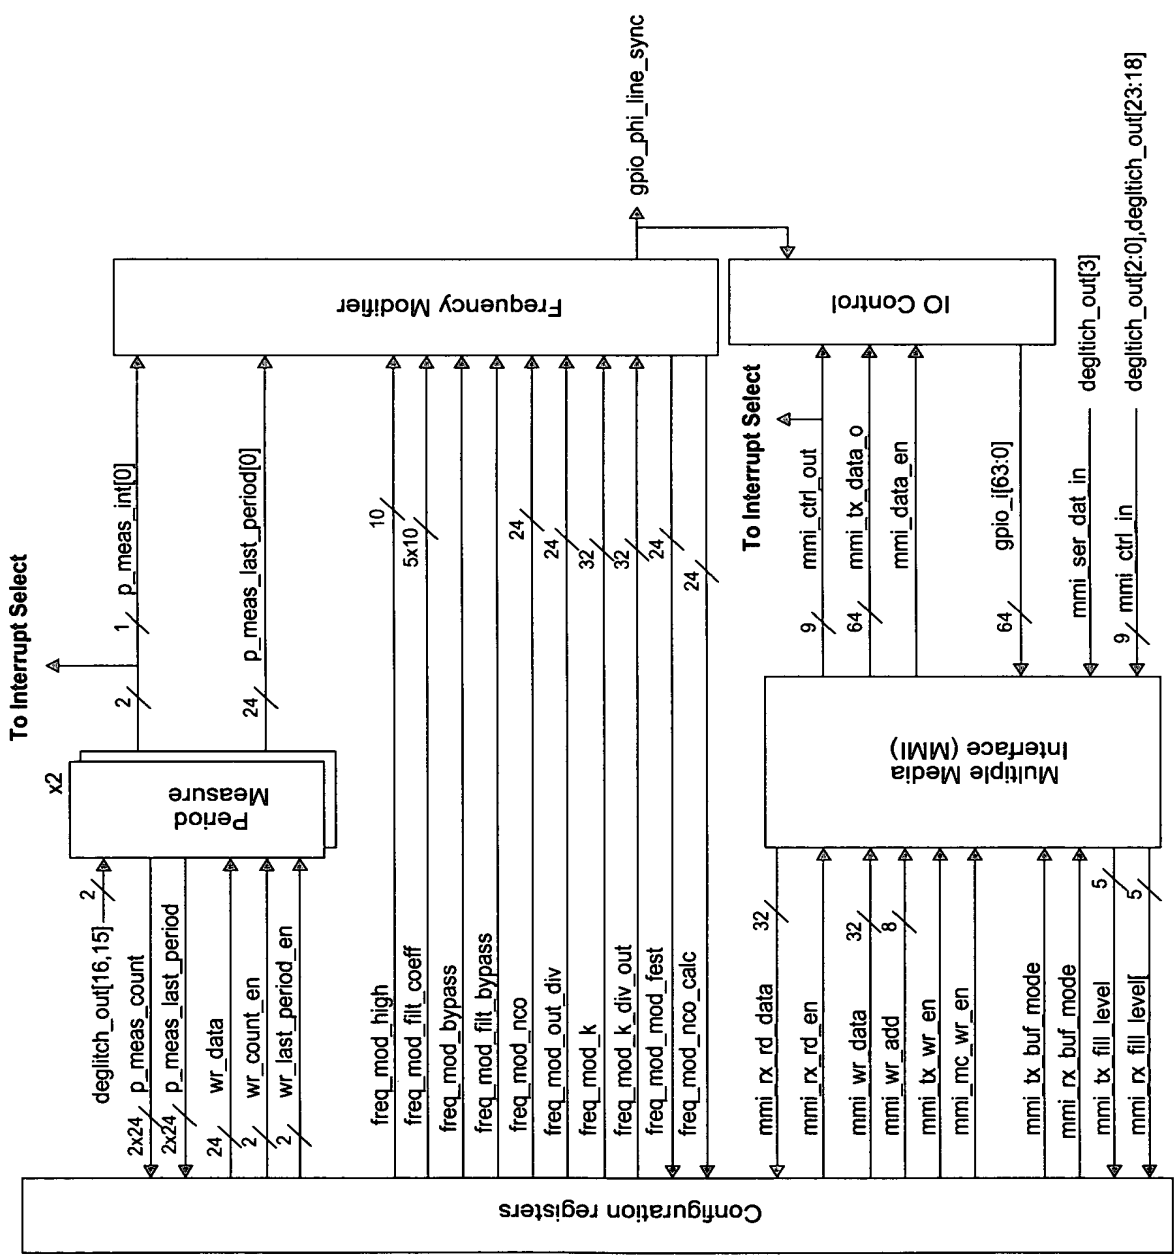 To Interrupt Select
x2
Period
Measure
deglitch_out[16,15]
2
2x24
p_meas_count
2x24
p_meas_last_period
24
wr_data
2
wr_count_en
2
wr_last_period_en
2
1
p_meas_int[0]
24
p_meas_last_period[0]
freq_mod_high
10
freq_mod_filt_coeff
5x10
freq_mod_bypass
freq_mod_filt_bypass
freq_mod_nco
24
freq_mod_out_div
24
freq_mod_k
32
freq_mod_k_div_out
32
freq_mod_mod_fest
24
freq_mod_nco_calc
24
Frequency Modifier
gpio_phi_line_sync
IO Control
To Interrupt Select
9
mmi_ctrl_out
64
mmi_tx_data_o
mmi_data_en
64
gpio_i[63:0]
mmi_ser_dat_in
degltich_out[3]
9
mmi_ctrl_in
degltich_out[2:0],degltich_out[23:18]
Multiple Media
Interface (MMI)
mmi_rx_rd_data
32
mmi_rx_rd_en
mmi_wr_data
32
mmi_wr_add
8
mmi_tx_wr_en
mmi_mc_wr_en
mmi_tx_buf_mode
mmi_rx_buf_mode
mmi_tx_fill_level
5
mmi_rx_fill_level[
5
Configuration registers